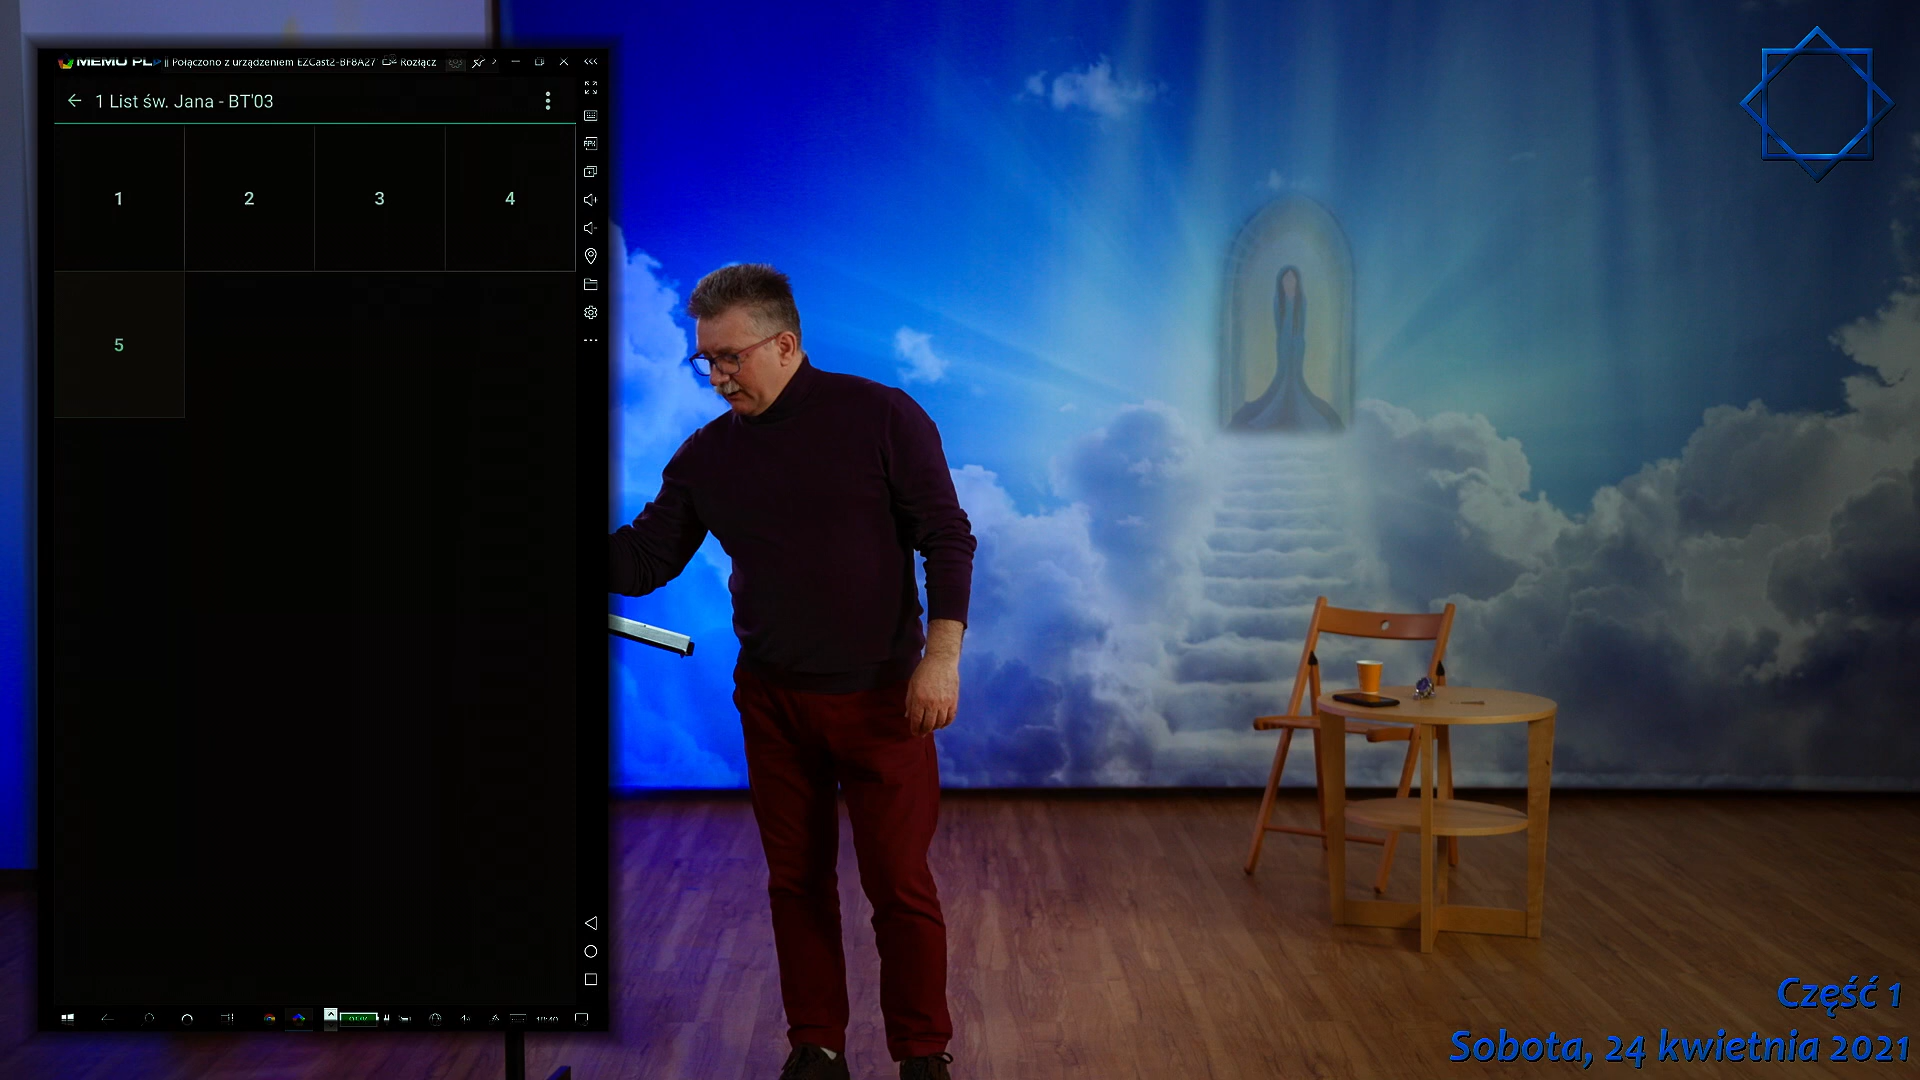 MEMU PL
Połączono z urządzeniem EZCast2-BF8A27 Rozłącz
1 List św. Jana - BT'03
1 2 3 4
5
Część 1
Sobota, 24 kwietnia 2021